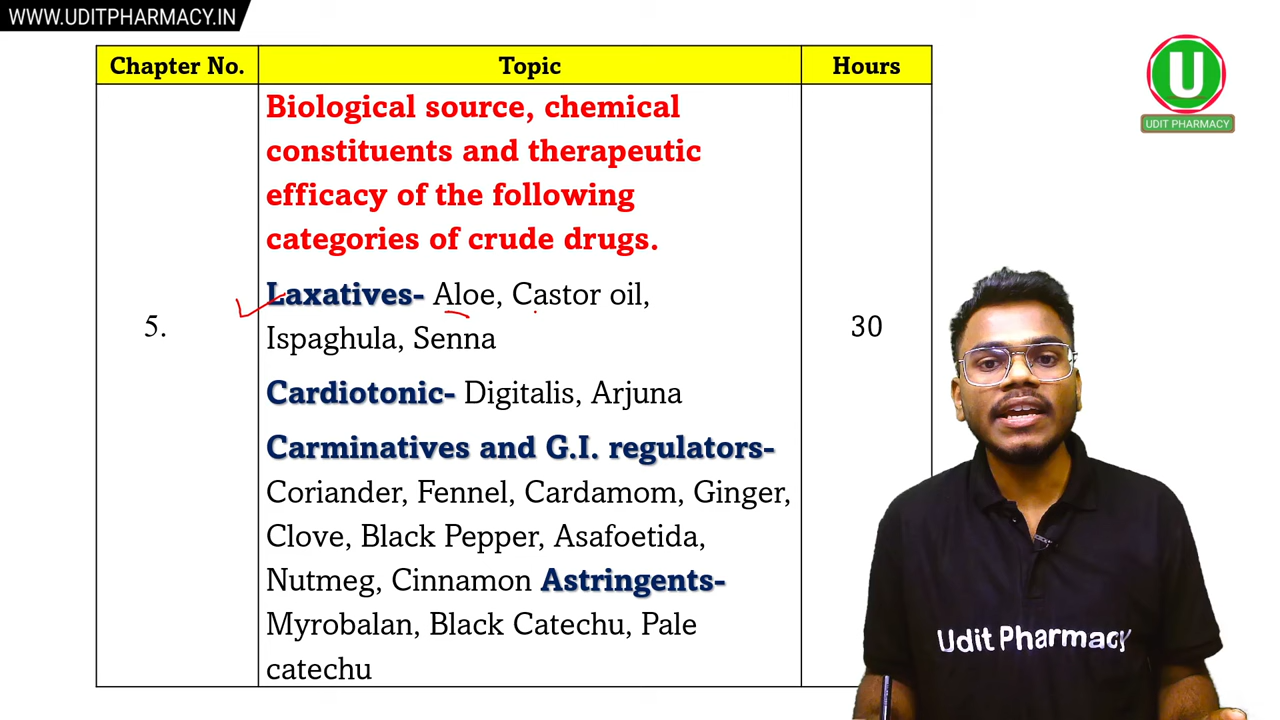 WWW.UDITPHARMACY.IN
U
UDIT PHARMACY
Chapter No. Topic Hours
Biological source, chemical
constituents and therapeutic
efficacy of the following
categories of crude drugs.
Laxatives- Aloe, Castor oil,
5. Ispaghula, Senna 30
Cardiotonic- Digitalis, Arjuna
Carminatives and G.I. regulators-
Coriander, Fennel, Cardamom, Ginger,
Clove, Black Pepper, Asafoetida,
Nutmeg, Cinnamon Astringents-
Myrobalan, Black Catechu, Pale
catechu
Udit Pharmacy